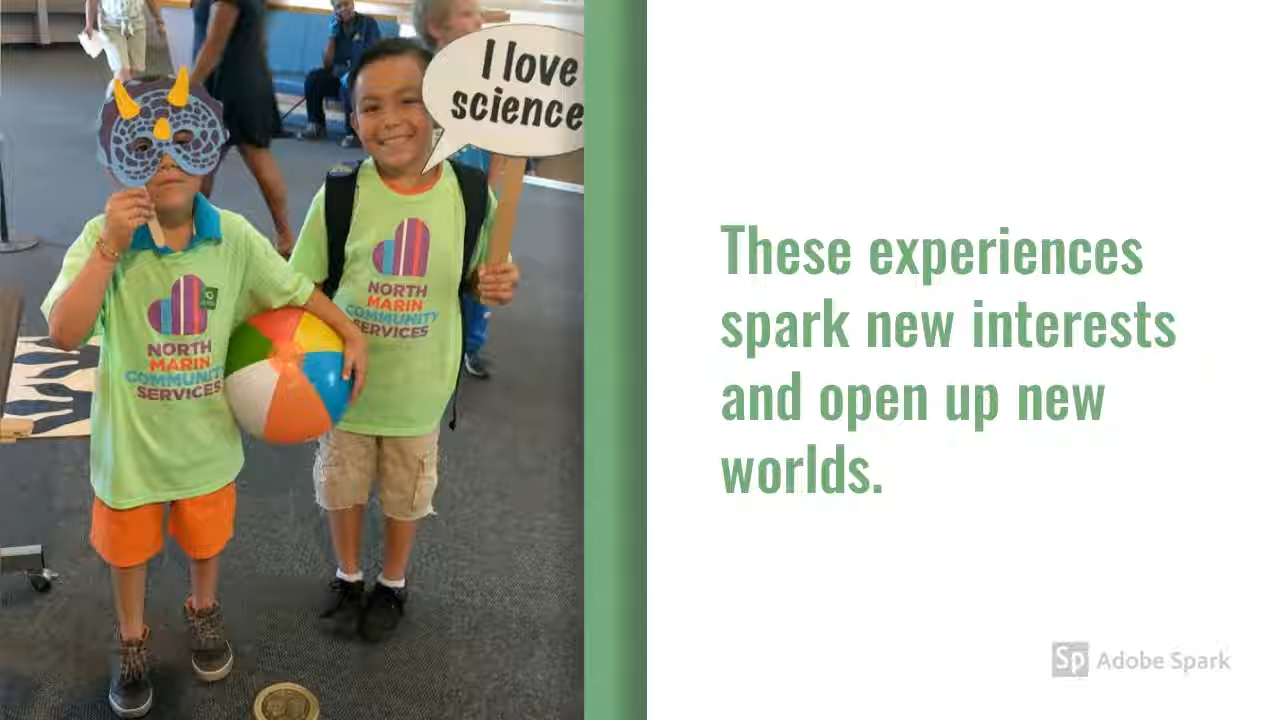 I love
science
NORTH
MARIN
COMMUNITY
SERVICES
NORTH
MARIN
COMMUNITY
SERVICES
These experiences
spark new interests
and open up new
worlds.
Sp Adobe Spark